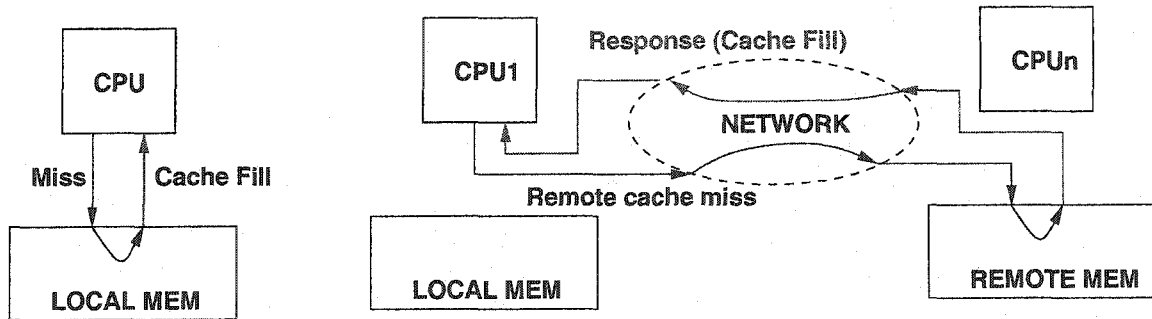 CPU
Miss
Cache Fill
LOCAL MEM
Response (Cache Fill)
CPU1
CPUn
NETWORK
Remote cache miss
LOCAL MEM
REMOTE MEM